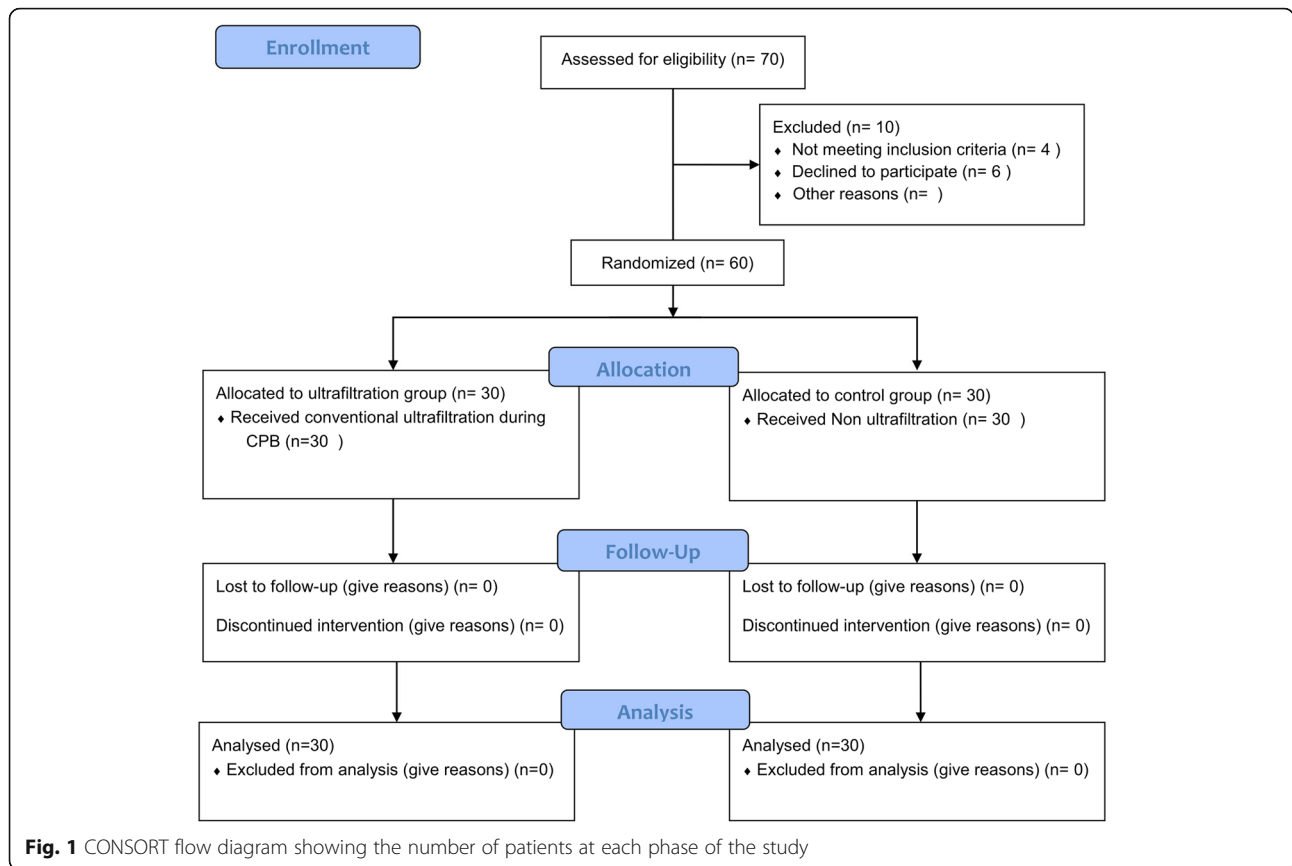 Enrollment
Assessed for eligibility (n= 70)
Excluded (n= 10)
♦ Not meeting inclusion criteria (n= 4 )
♦ Declined to participate (n= 6 )
♦ Other reasons (n=  )
Randomized (n= 60)
Allocation
Allocated to ultrafiltration group (n= 30)
♦ Received conventional ultrafiltration during
CPB (n=30  )
Allocated to control group (n= 30)
♦ Received Non ultrafiltration (n= 30  )
Follow-Up
Lost to follow-up (give reasons) (n= 0)
Discontinued intervention (give reasons) (n= 0)
Lost to follow-up (give reasons) (n= 0)
Discontinued intervention (give reasons) (n= 0)
Analysis
Analysed (n=30)
♦ Excluded from analysis (give reasons) (n=0)
Analysed (n=30)
♦ Excluded from analysis (give reasons) (n= 0)
Fig. 1 CONSORT flow diagram showing the number of patients at each phase of the study